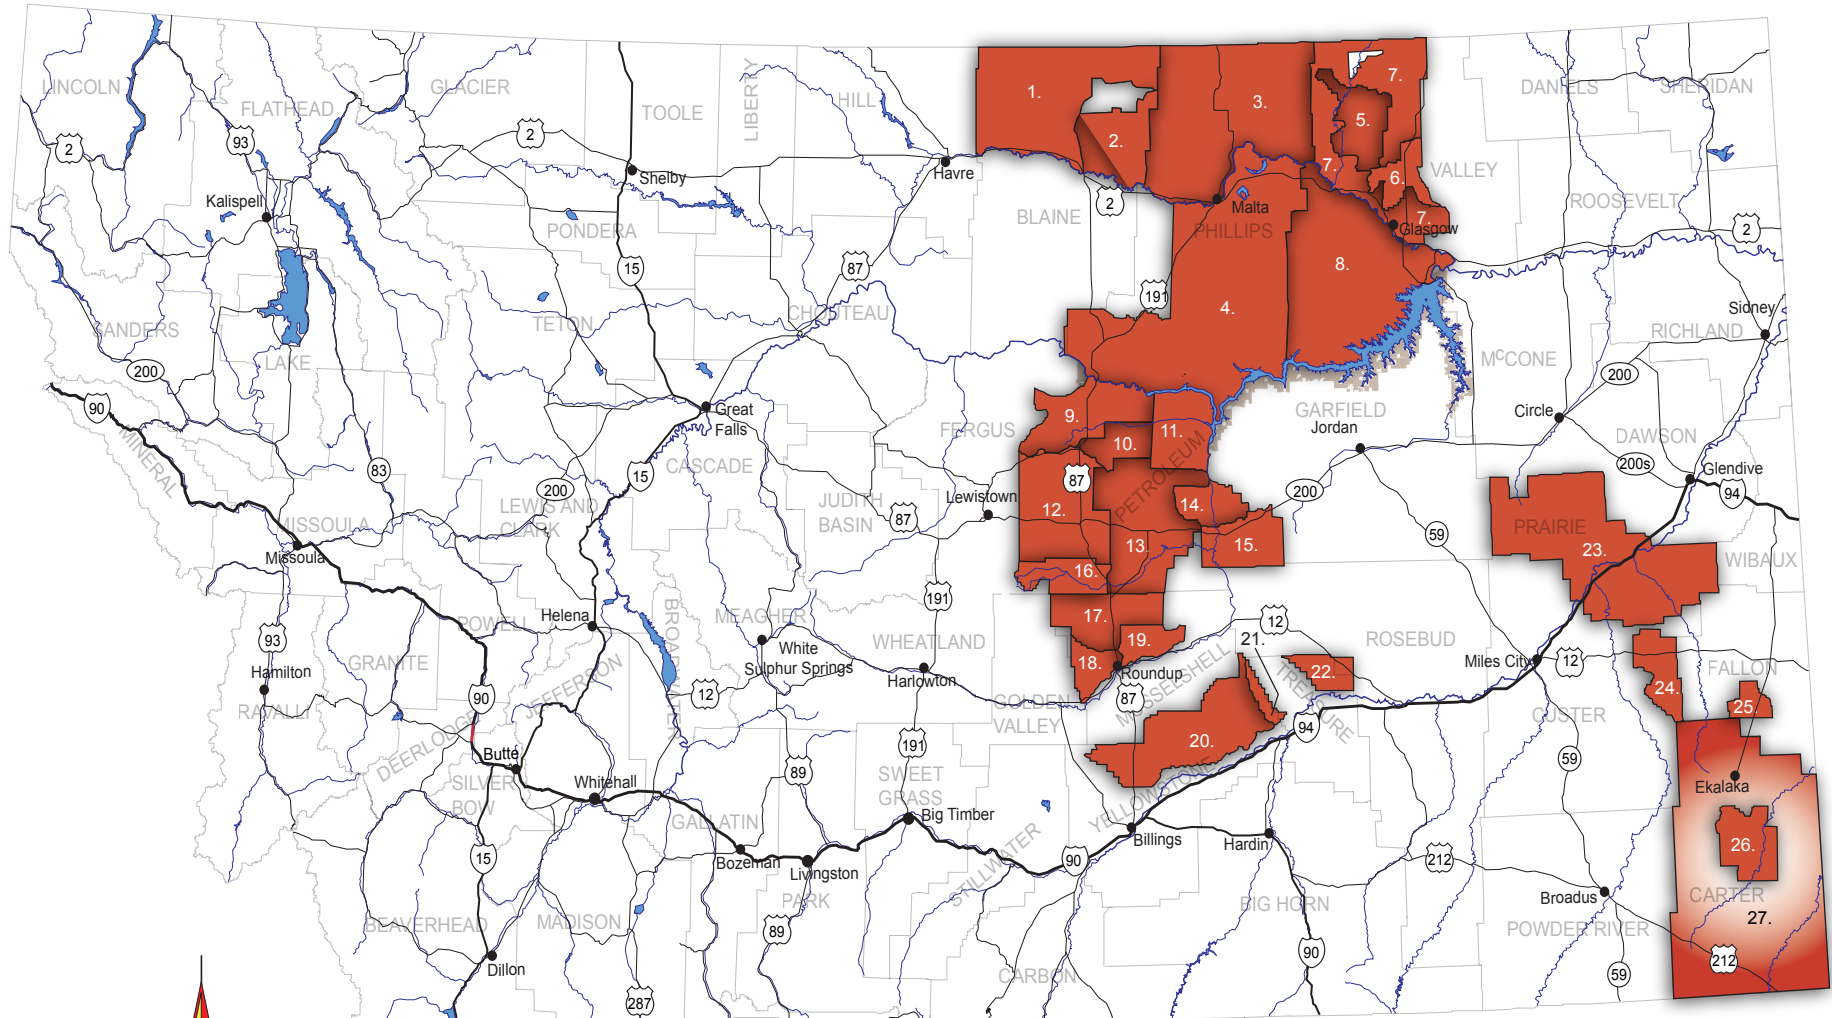 LINCOLN
FLATHEAD
GLACIER
TOOLE
LIBERTY
HILL
1.
2.
3.
7.
5.
DANIELS
SHERIDAN
2
93
2
Shelby
Havre
7.
6.
VALLEY
Kalispell
BLAINE
2
Malta
7.
ROOSEVELT
PONDERA
PHILLIPS
Glasgow
2
15
87
8.
191
4.
SANDERS
TETON
CHOUTEAU
Sidney
RICHLAND
LAKE
McCONE
200
200
90
Great
Falls
9.
GARFIELD
Jordan
Circle
MINERAL
FERGUS
10.
11.
DAWSON
83
15
CASCADE
200s
Glendive
94
200
LEWIS AND
CLARK
JUDITH
BASIN
87
Lewistown
87
12.
PETROLEUM
14.
200
MISSOULA
Missoula
13.
15.
59
PRAIRIE
23.
WIBAUX
16.
Helena
BROADWATER
MEAGHER
191
17.
93
POWELL
White
Sulphur Springs
WHEATLAND
19.
12
21.
ROSEBUD
Hamilton
GRANITE
JEFFERSON
Harlowton
18.
Roundup
22.
Miles City
12
FALLON
RAVALLI
90
12
GOLDEN
VALLEY
87
MUSSELSHELL
TREASURE
24.
25.
DEERLODGE
Butte
191
20.
94
CUSTER
SILVER
BOW
Whitehall
89
SWEET
GRASS
YELLOWSTONE
59
Ekalaka
GALLATIN
Big Timber
Billings
Hardin
26.
15
Bozeman
Livingston
STILLWATER
90
212
BEAVERHEAD
MADISON
PARK
89
BIG HORN
Broadus
CARTER
27.
POWDER RIVER
Dillon
CARBON
90
212
287
59